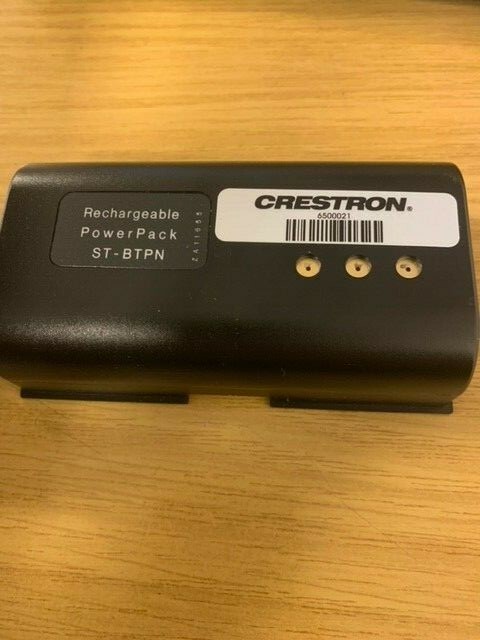 Rechargeable
PowerPack
ST-BTPN
CRESTRON®
6500021